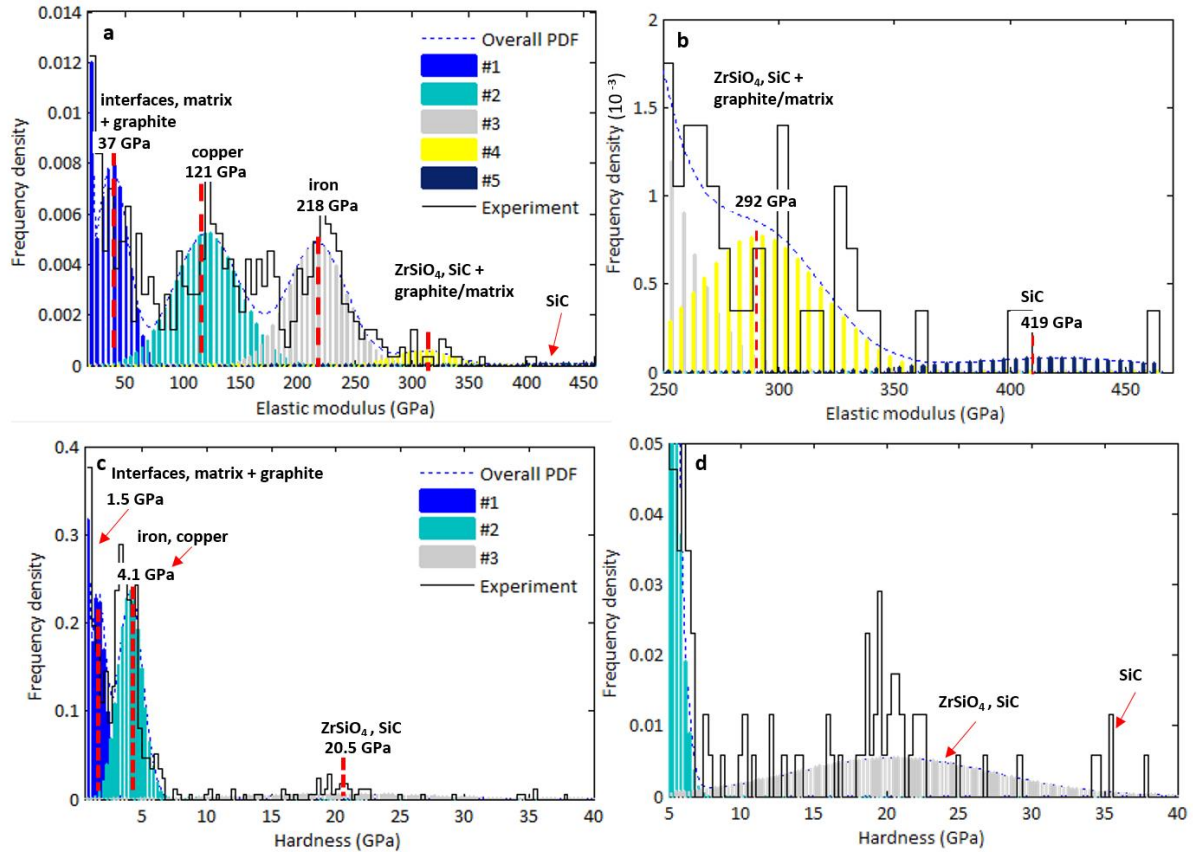 a
Overall PDF
#1
#2
#3
#4
#5
Experiment
interfaces, matrix
+ graphite
37 GPa
copper
121 GPa
iron
218 GPa
ZrSiO₄, SiC +
graphite/matrix
SiC
0.014
0.012
0.01
0.008
0.006
0.004
0.002
0
Frequency density
50 100 150 200 250 300 350 400 450
Elastic modulus (GPa)
b
ZrSiO₄, SiC +
graphite/matrix
292 GPa
SiC
419 GPa
2
1.5
1
0.5
0
Frequency density (10 ⁻³)
250 300 350 400 450
Elastic modulus (GPa)
c
Interfaces, matrix + graphite
1.5 GPa
iron, copper
4.1 GPa
Overall PDF
#1
#2
#3
Experiment
ZrSiO₄ , SiC
20.5 GPa
0.4
0.3
0.2
0.1
0
Frequency density
5 10 15 20 25 30 35 40
Hardness (GPa)
d
SiC
ZrSiO₄ , SiC
0.05
0.04
0.03
0.02
0.01
0
Frequency density
5 10 15 20 25 30 35 40
Hardness (GPa)